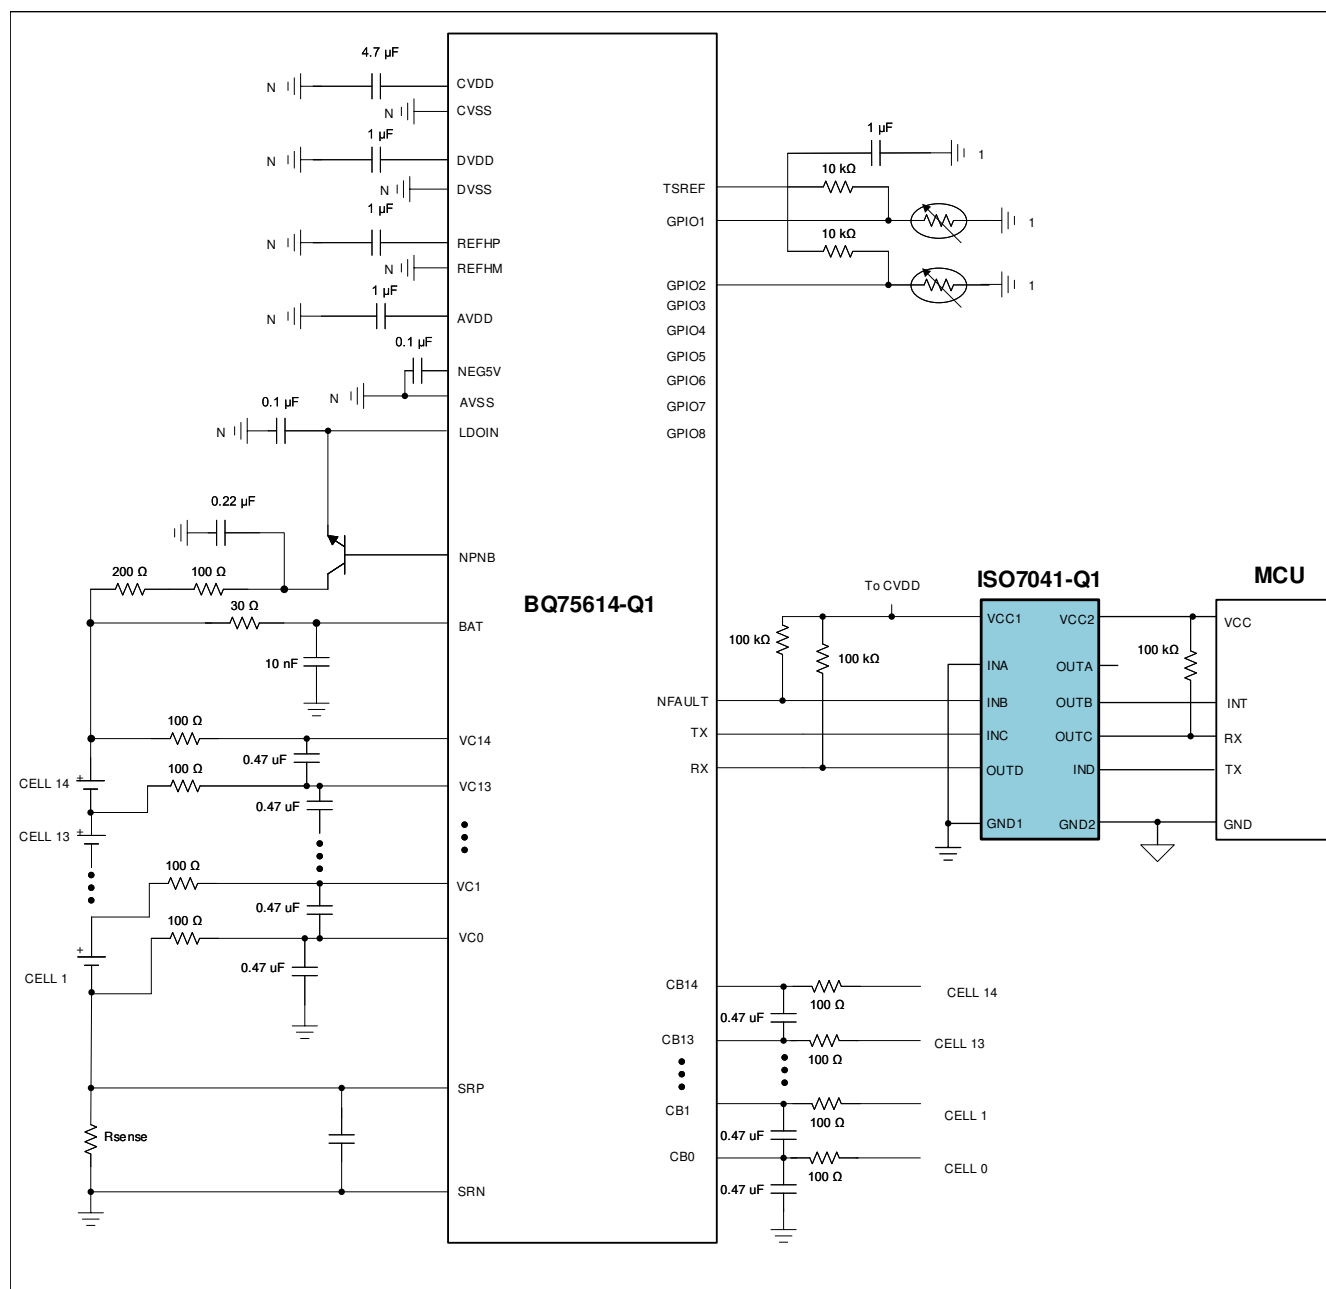 4.7 µF
N
CVDD
N
CVSS
1 µF
N
DVDD
N
DVSS
1 µF
N
REFHP
N
REFHM
1 µF
N
AVDD
0.1 µF
NEG5V
N
AVSS
0.1 µF
N
LDOIN
0.22 µF
NPNB
200 Ω
100 Ω
30 Ω
BAT
10 nF
100 Ω
VC14
0.47 uF
100 Ω
VC13
CELL 14
0.47 uF
CELL 13
100 Ω
VC1
0.47 uF
100 Ω
VC0
0.47 uF
CELL 1
SRP
Rsense
SRN
BQ75614-Q1
1 µF
1
10 kΩ
TSREF
GPIO1
1
10 kΩ
GPIO2
1
GPIO3
GPIO4
GPIO5
GPIO6
GPIO7
GPIO8
To CVDD
100 kΩ
100 kΩ
NFAULT
TX
RX
ISO7041-Q1
VCC1
VCC2
INA
OUTA
INB
OUTB
INC
OUTC
OUTD
IND
GND1
GND2
100 kΩ
MCU
VCC
INT
RX
TX
GND
CB14
100 Ω
CELL 14
0.47 uF
CB13
100 Ω
CELL 13
CB1
100 Ω
CELL 1
0.47 uF
CB0
100 Ω
CELL 0
0.47 uF